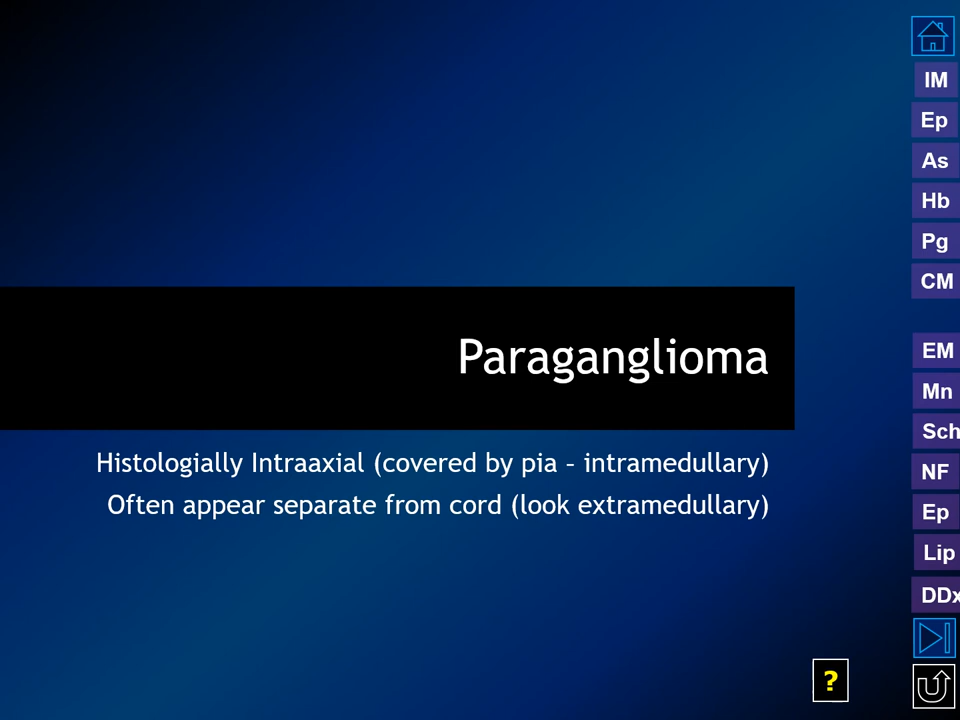 Paraganglioma
Histologially Intraaxial (covered by pia – intramedullary)
Often appear separate from cord (look extramedullary)
IM
Ep
As
Hb
Pg
CM
EM
Mn
Sch
NF
Ep
Lip
DDx
?